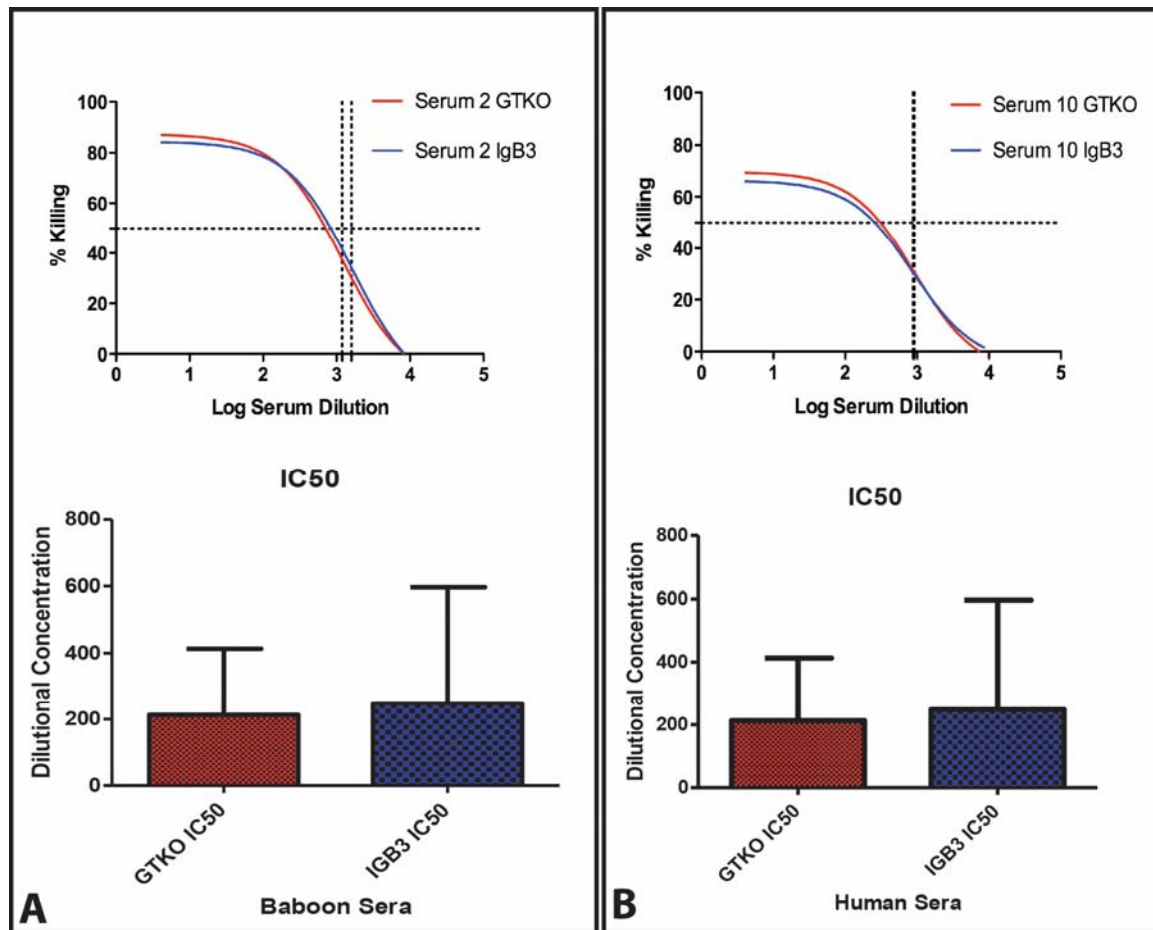 Serum 2 GTKO
Serum 2 IgB3
% Killing
100
80
60
40
20
0
0 1 2 3 4 5
Log Serum Dilution
IC50
Dilutional Concentration
800
600
400
200
0
GTKO IC50
IGB3 IC50
Baboon Sera
A
Serum 10 GTKO
Serum 10 IgB3
% Killing
100
80
60
40
20
0
0 1 2 3 4 5
Log Serum Dilution
IC50
Dilutional Concentration
800
600
400
200
0
GTKO IC50
IGB3 IC50
Human Sera
B